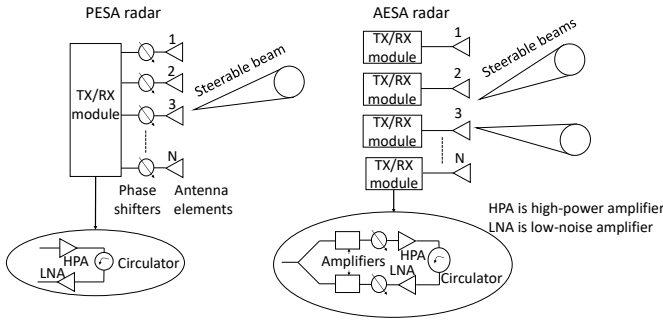 PESA radar
TX/RX
module
1
2
3
N
Steerable beam
Phase
shifters
Antenna
elements
HPA
LNA
Circulator
AESA radar
TX/RX
module
1
TX/RX
module
2
TX/RX
module
3
TX/RX
module
N
Steerable beams
HPA is high-power amplifier
LNA is low-noise amplifier
Amplifiers
HPA
LNA
Circulator